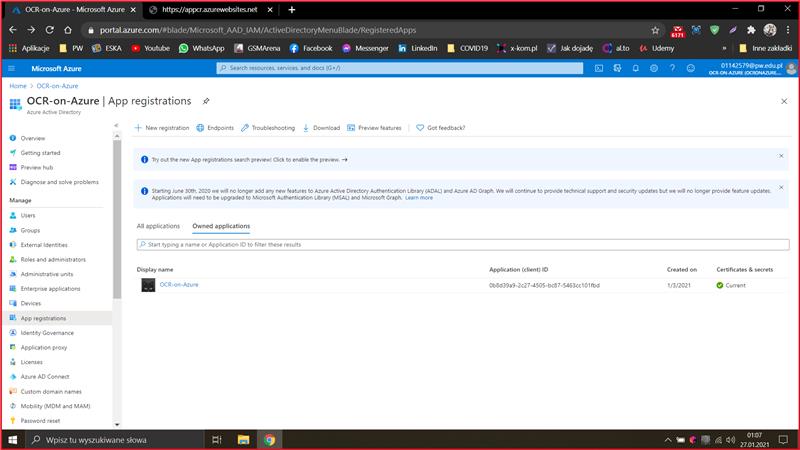 OCR-on-Azure - Microsoft Azure
https://appcr.azurewebsites.net
portal.azure.com/#blade/Microsoft_AAD_IAM/ActiveDirectoryMenuBlade/RegisteredApps
6171
Aplikacje
PW
ESKA
Youtube
WhatsApp
GSMArena
Facebook
Messenger
LinkedIn
COVID19
x-kom.pl
Jak dojadę
al.to
Udemy
»
Inne zakładki
Microsoft Azure
Search resources, services, and docs (G+/)
01142579@pw.edu.pl
Home > OCR-on-Azure
OCR-on-Azure | App registrations
Azure Active Directory
New registration
Endpoints
Troubleshooting
Download
Preview features
Got feedback?
Overview
Getting started
Preview hub
Diagnose and solve problems
Manage
Users
Groups
External Identities
Roles and administrators
Administrative units
Enterprise applications
Devices
App registrations
Identity Governance
Application proxy
Licenses
Azure AD Connect
Custom domain names
Mobility (MDM and MAM)
Password reset
Try out the new App registrations search preview! Click to enable the preview. →
Starting June 30th, 2020 we will no longer add any new features to Azure Active Directory Authentication Library (ADAL) and Azure AD Graph. We will continue to provide technical support and security updates but we will no longer provide feature updates.
Applications will need to be upgraded to Microsoft Authentication Library (MSAL) and Microsoft Graph. Learn more
All applications
Owned applications
Start typing a name or Application ID to filter these results
Display name
Application (client) ID
Created on
Certificates & secrets
OCR-on-Azure
0b8d39a9-2c27-4505-bc87-5463cc101fbd
1/3/2021
Current
Wpisz tu wyszukiwane słowa
01:07
27.01.2021